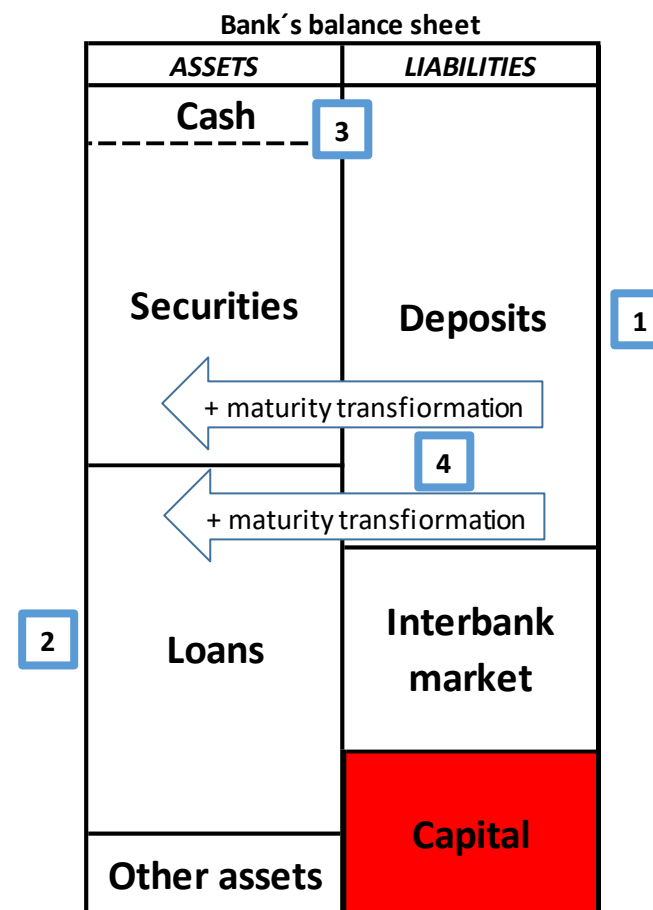 Bank´s balance sheet
ASSETS
LIABILITIES
Cash
3
Securities
Deposits
1
+ maturity transfiormation
4
+ maturity transfiormation
2
Loans
Interbank
market
Capital
Other assets